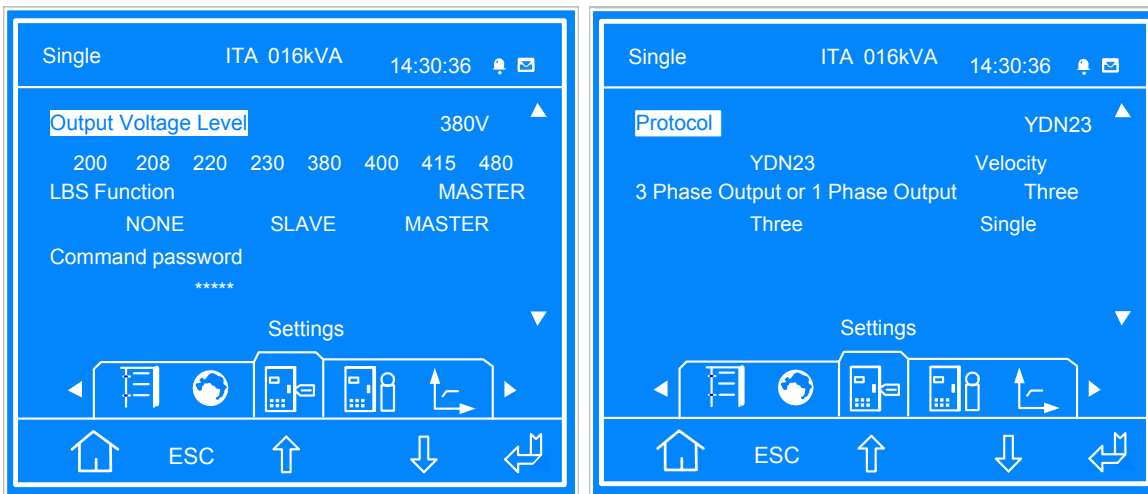 Single ITA 016kVA 14:30:36
Output Voltage Level 380V
200 208 220 230 380 400 415 480
LBS Function MASTER
NONE SLAVE MASTER
Command password
*****
Settings
ESC
Single ITA 016kVA 14:30:36
Protocol YDN23
YDN23 Velocity
3 Phase Output or 1 Phase Output Three
Three Single
Settings
ESC